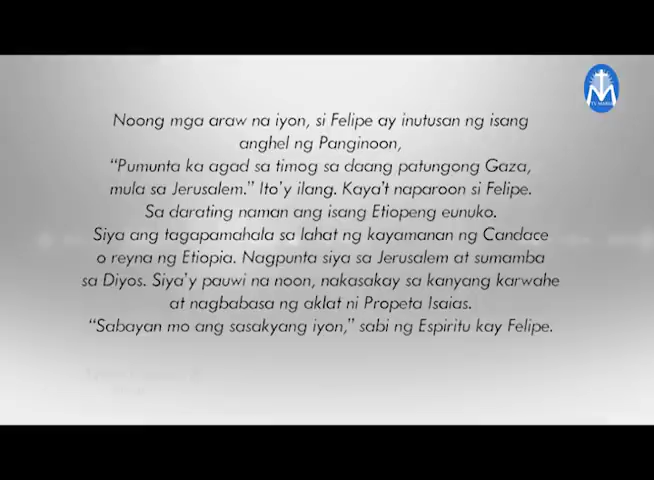 TV MARIA
Noong mga araw na iyon, si Felipe ay inutusan ng isang
anghel ng Panginoon,
“Pumunta ka agad sa timog sa daang patungong Gaza,
mula sa Jerusalem.” Ito’y ilang. Kaya’t naparoon si Felipe.
Sa darating naman ang isang Etiopeng eunuko.
Siya ang tagapamahala sa lahat ng kayamanan ng Candace
o reyna ng Etiopia. Nagpunta siya sa Jerusalem at sumamba
sa Diyos. Siya’y pauwi na noon, nakasakay sa kanyang karwahe
at nagbabasa ng aklat ni Propeta Isaias.
“Sabayan mo ang sasakyang iyon,” sabi ng Espiritu kay Felipe.